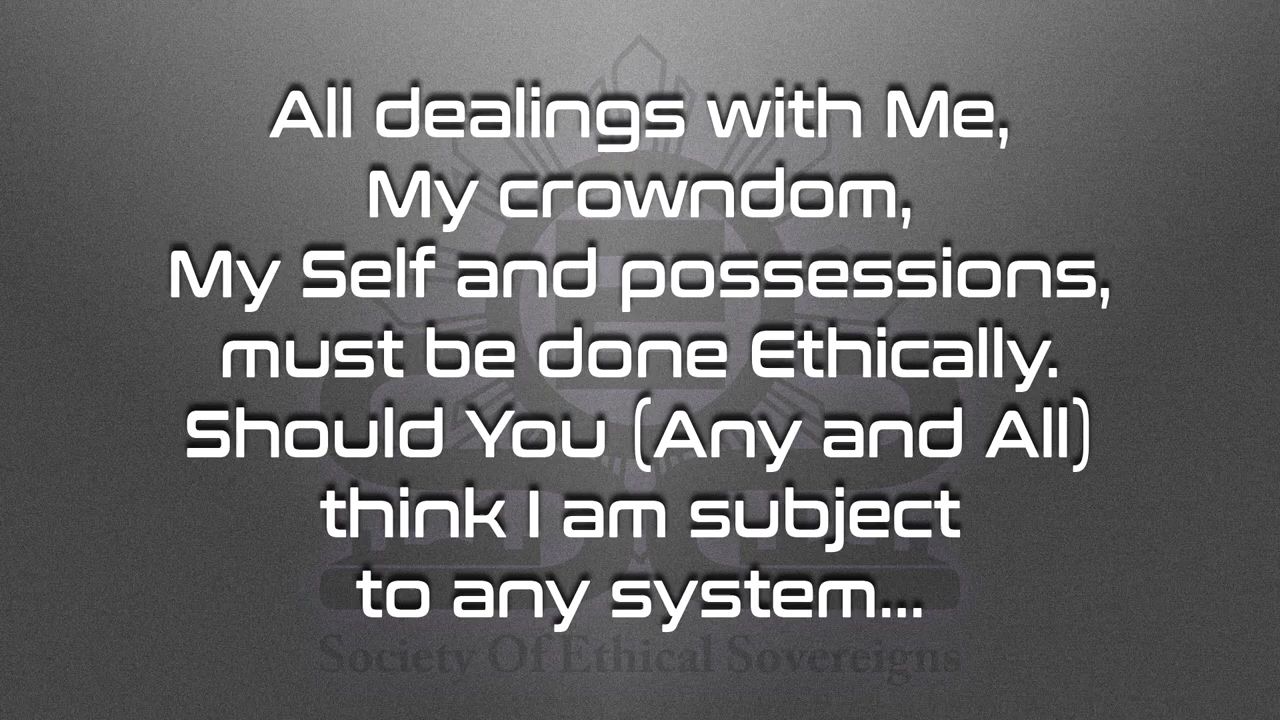 All dealings with Me,
My crowndom,
My Self and possessions,
must be done Ethically.
Should You (Any and All)
think I am subject
to any system...
Society Of Ethical Sovereigns